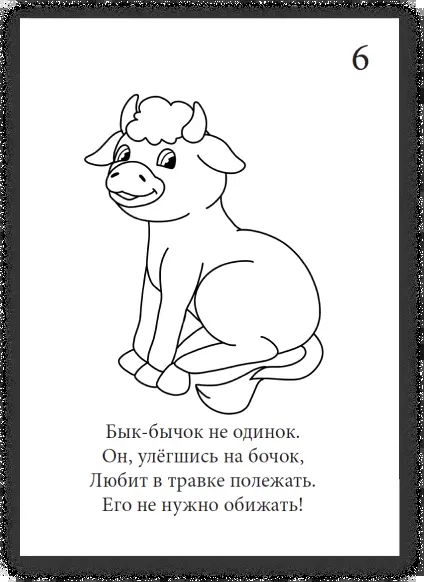 6
Бык-бычок не одинок.
Он, улёгшись на бочок,
Любит в травке полежать.
Его не нужно обижать!